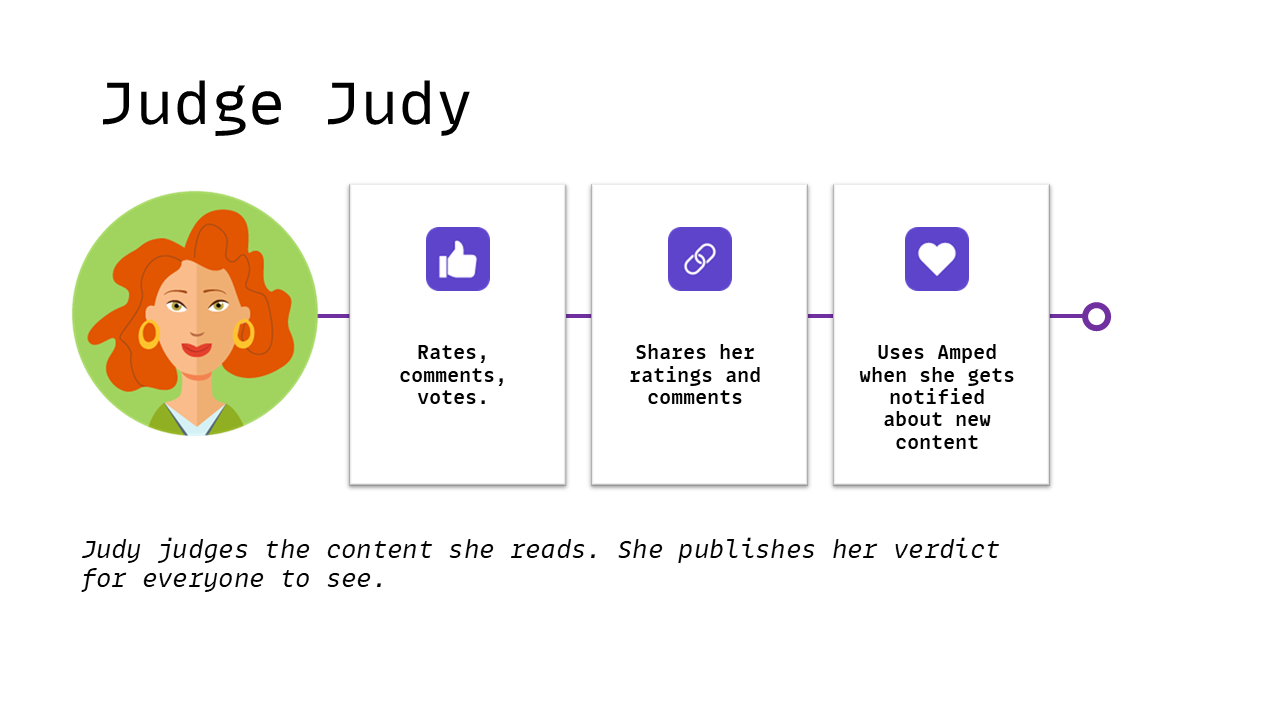 Judge Judy
Rates,
comments,
votes.
Shares her
ratings and
comments
Uses Amped
when she gets
notified
about new
content
Judy judges the content she reads. She publishes her verdict
for everyone to see.